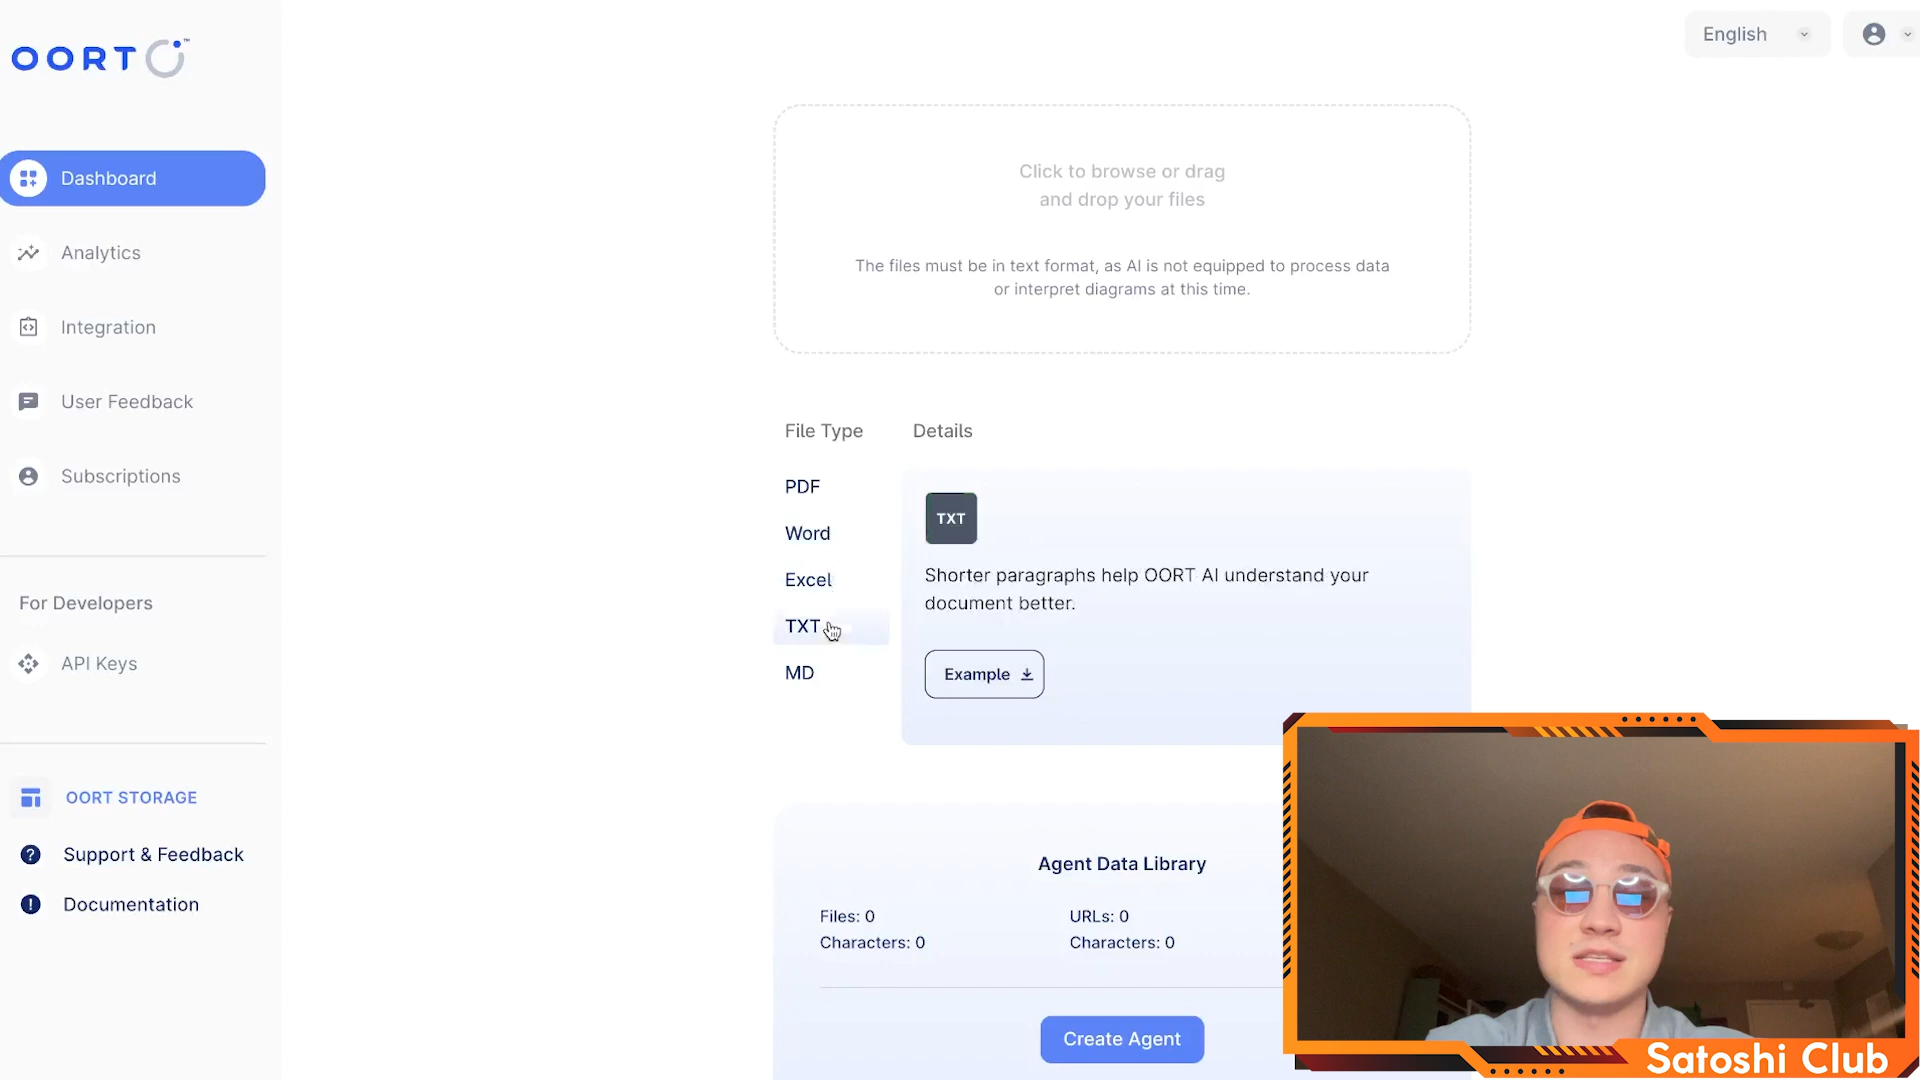 OORT
™
English
Dashboard
Analytics
Integration
User Feedback
Subscriptions
For Developers
API Keys
OORT STORAGE
Support & Feedback
Documentation
Click to browse or drag
and drop your files
The files must be in text format, as AI is not equipped to process data
or interpret diagrams at this time.
File Type
Details
PDF
Word
Excel
TXT
MD
TXT
Shorter paragraphs help OORT AI understand your
document better.
Example
Agent Data Library
Files: 0
URLs: 0
Characters: 0
Characters: 0
Create Agent
Satoshi Club